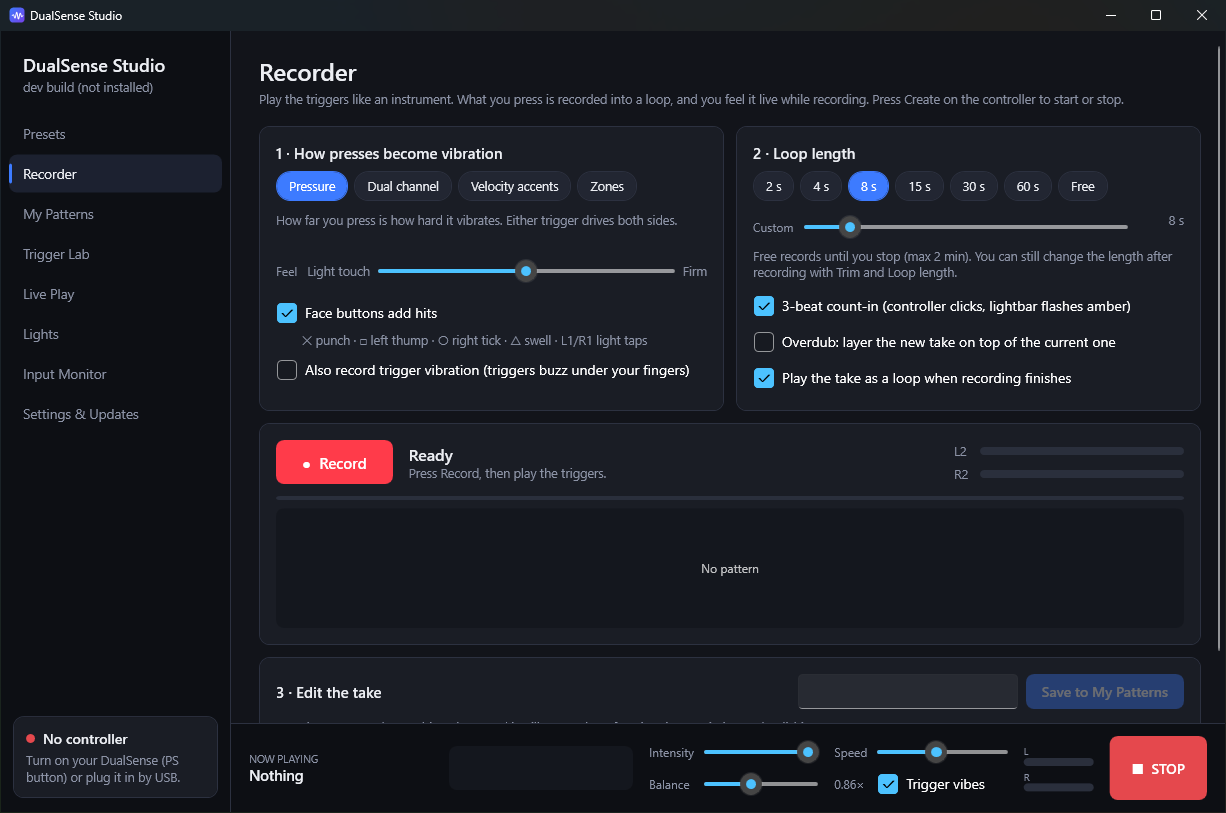 DualSense Studio
DualSense Studio
dev build (not installed)
Presets
Recorder
My Patterns
Trigger Lab
Live Play
Lights
Input Monitor
Settings & Updates
No controller
Turn on your DualSense (PS
button) or plug it in by USB.
Recorder
Play the triggers like an instrument. What you press is recorded into a loop, and you feel it live while recording. Press Create on the controller to start or stop.
1 · How presses become vibration
Pressure Dual channel Velocity accents Zones
How far you press is how hard it vibrates. Either trigger drives both sides.
Feel Light touch Firm
Face buttons add hits
✕ punch · □ left thump · ○ right tick · △ swell · L1/R1 light taps
Also record trigger vibration (triggers buzz under your fingers)
2 · Loop length
2 s 4 s 8 s 15 s 30 s 60 s Free
Custom 8 s
Free records until you stop (max 2 min). You can still change the length after
recording with Trim and Loop length.
3-beat count-in (controller clicks, lightbar flashes amber)
Overdub: layer the new take on top of the current one
Play the take as a loop when recording finishes
● Record
Ready
Press Record, then play the triggers.
L2
R2
No pattern
3 · Edit the take
Save to My Patterns
NOW PLAYING
Nothing
Intensity Speed
Balance 0.86× Trigger vibes
L
R
STOP